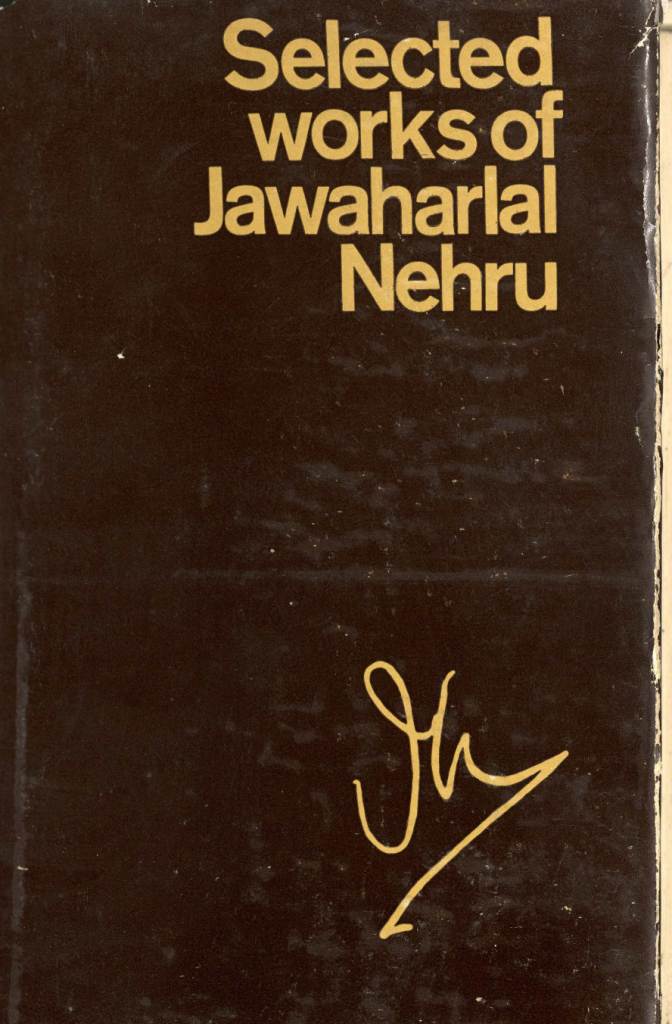 Selected
works of
Jawaharlal
Nehru